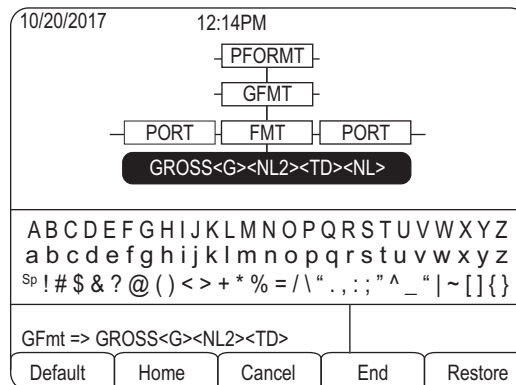 10/20/2017 12:14PM
PFORMT
GFMT
PORT FMT PORT
GROSS<G><NL2><TD><NL>
A B C D E F G H I J K L M N O P Q R S T U V W X Y Z
a b c d e f g h i j k l m n o p q r s t u v w x y z
Sp ! # $ & ? @ ( ) < > + * % = / \ “ . , : ; ” ^ _ “ | ~ [ ] { }
GFmt => GROSS<G><NL2><TD>
Default Home Cancel End Restore